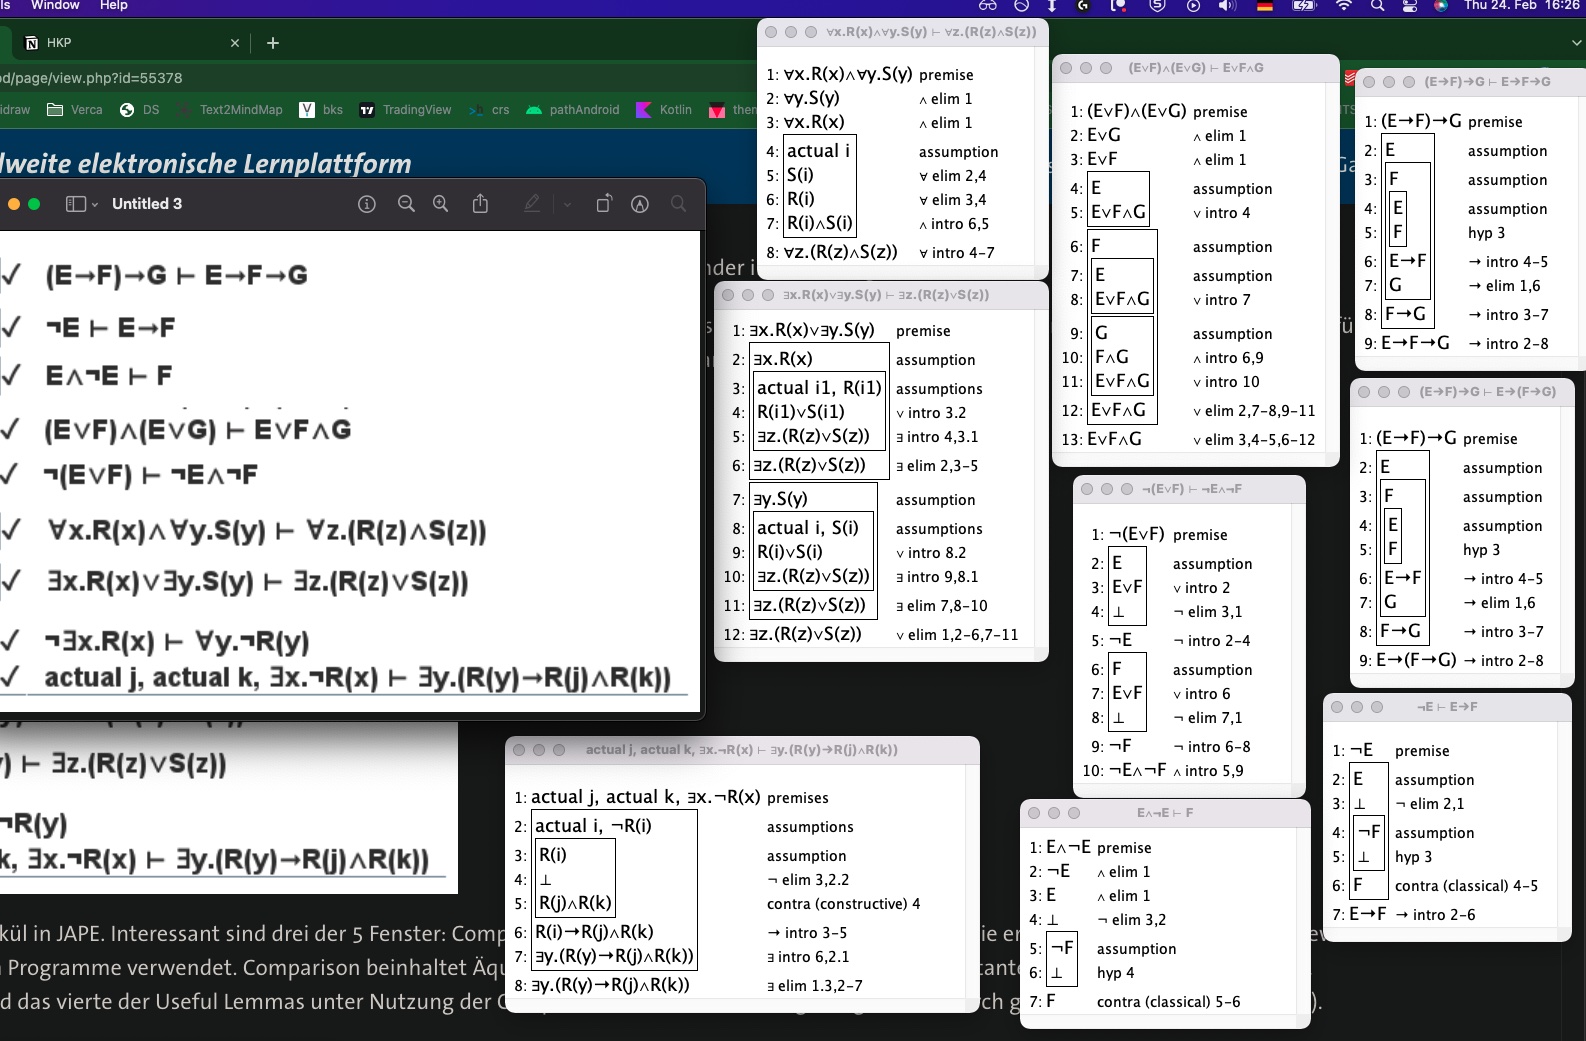 ls Window Help
Thu 24. Feb 16:26
HKP
od/page/view.php?id=55378
idraw Verca DS Text2MindMap bks TradingView crs pathAndroid Kotlin
lweite elektronische Lernplattform
Untitled 3
✓ (E→F)→G ⊢ E→F→G
✓ ¬E ⊢ E→F
✓ E∧¬E ⊢ F
✓ (E∨F)∧(E∨G) ⊢ E∨F∧G
✓ ¬(E∨F) ⊢ ¬E∧¬F
✓ ∀x.R(x)∧∀y.S(y) ⊢ ∀z.(R(z)∧S(z))
✓ ∃x.R(x)∨∃y.S(y) ⊢ ∃z.(R(z)∨S(z))
✓ ¬∃x.R(x) ⊢ ∀y.¬R(y)
✓ actual j, actual k, ∃x.¬R(x) ⊢ ∃y.(R(y)→R(j)∧R(k))
) ⊢ ∃z.(R(z)∨S(z))
¬R(y)
k, ∃x.¬R(x) ⊢ ∃y.(R(y)→R(j)∧R(k))
∀x.R(x)∧∀y.S(y) ⊢ ∀z.(R(z)∧S(z))
1: ∀x.R(x)∧∀y.S(y) premise
2: ∀y.S(y) ∧ elim 1
3: ∀x.R(x) ∧ elim 1
4: actual i assumption
5: S(i) ∀ elim 2,4
6: R(i) ∀ elim 3,4
7: R(i)∧S(i) ∧ intro 6,5
8: ∀z.(R(z)∧S(z)) ∀ intro 4-7
∃x.R(x)∨∃y.S(y) ⊢ ∃z.(R(z)∨S(z))
1: ∃x.R(x)∨∃y.S(y) premise
2: ∃x.R(x) assumption
3: actual i1, R(i1) assumptions
4: R(i1)∨S(i1) ∨ intro 3.2
5: ∃z.(R(z)∨S(z)) ∃ intro 4,3.1
6: ∃z.(R(z)∨S(z)) ∃ elim 2,3-5
7: ∃y.S(y) assumption
8: actual i, S(i) assumptions
9: R(i)∨S(i) ∨ intro 8.2
10: ∃z.(R(z)∨S(z)) ∃ intro 9,8.1
11: ∃z.(R(z)∨S(z)) ∃ elim 7,8-10
12: ∃z.(R(z)∨S(z)) ∨ elim 1,2-6,7-11
(E∨F)∧(E∨G) ⊢ E∨F∧G
1: (E∨F)∧(E∨G) premise
2: E∨G ∧ elim 1
3: E∨F ∧ elim 1
4: E assumption
5: E∨F∧G ∨ intro 4
6: F assumption
7: E assumption
8: E∨F∧G ∨ intro 7
9: G assumption
10: F∧G ∧ intro 6,9
11: E∨F∧G ∨ intro 10
12: E∨F∧G ∨ elim 2,7-8,9-11
13: E∨F∧G ∨ elim 3,4-5,6-12
(E→F)→G ⊢ E→F→G
1: (E→F)→G premise
2: E assumption
3: F assumption
4: E assumption
5: F hyp 3
6: E→F → intro 4-5
7: G → elim 1,6
8: F→G → intro 3-7
9: E→F→G → intro 2-8
(E→F)→G ⊢ E→(F→G)
1: (E→F)→G premise
2: E assumption
3: F assumption
4: E assumption
5: F hyp 3
6: E→F → intro 4-5
7: G → elim 1,6
8: F→G → intro 3-7
9: E→(F→G) → intro 2-8
¬(E∨F) ⊢ ¬E∧¬F
1: ¬(E∨F) premise
2: E assumption
3: E∨F ∨ intro 2
4: ⊥ ¬ elim 3,1
5: ¬E ¬ intro 2-4
6: F assumption
7: E∨F ∨ intro 6
8: ⊥ ¬ elim 7,1
9: ¬F ¬ intro 6-8
10: ¬E∧¬F ∧ intro 5,9
¬E ⊢ E→F
1: ¬E premise
2: E assumption
3: ⊥ ¬ elim 2,1
4: ¬F assumption
5: ⊥ hyp 3
6: F contra (classical) 4-5
7: E→F → intro 2-6
actual j, actual k, ∃x.¬R(x) ⊢ ∃y.(R(y)→R(j)∧R(k))
1: actual j, actual k, ∃x.¬R(x) premises
2: actual i, ¬R(i) assumptions
3: R(i) assumption
4: ⊥ ¬ elim 3,2.2
5: R(j)∧R(k) contra (constructive) 4
6: R(i)→R(j)∧R(k) → intro 3-5
7: ∃y.(R(y)→R(j)∧R(k)) ∃ intro 6,2.1
8: ∃y.(R(y)→R(j)∧R(k)) ∃ elim 1.3,2-7
E∧¬E ⊢ F
1: E∧¬E premise
2: ¬E ∧ elim 1
3: E ∧ elim 1
4: ⊥ ¬ elim 3,2
5: ¬F assumption
6: ⊥ hyp 4
7: F contra (classical) 5-6
kül in JAPE. Interessant sind drei der 5 Fenster: Comp
Programme verwendet. Comparison beinhaltet Äqu
d das vierte der Useful Lemmas unter Nutzung der